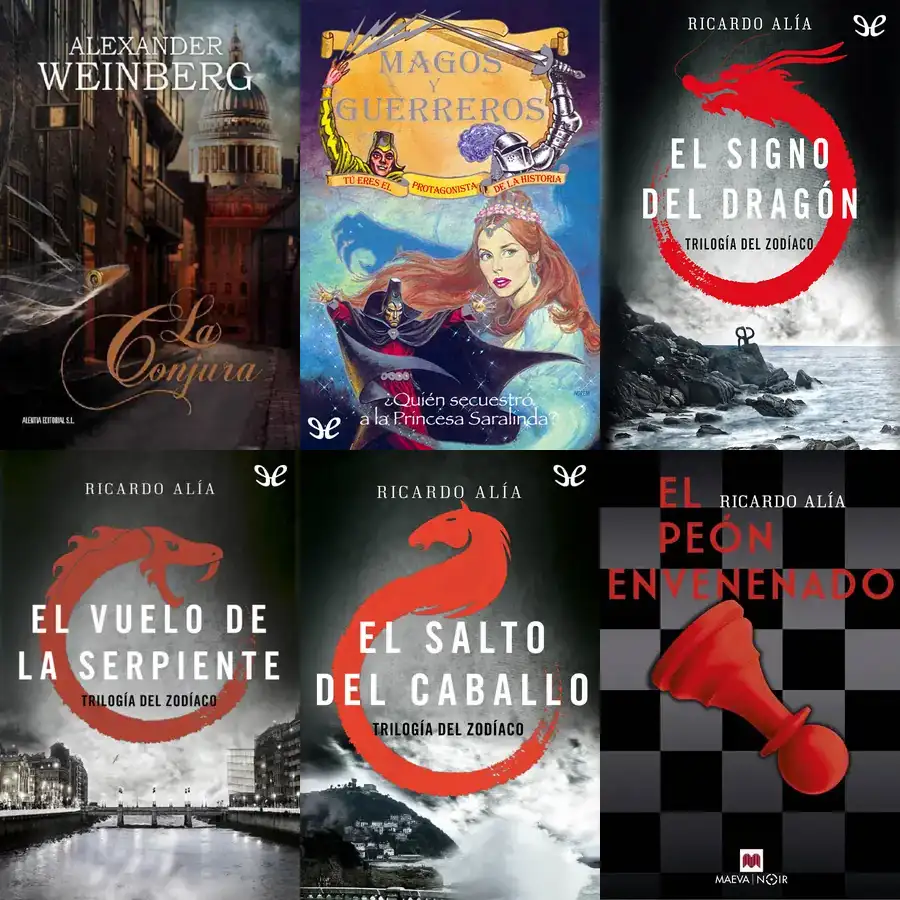 ALEXANDER
WEINBERG
La
Conjura
ALENTIA EDITORIAL S.L.
MAGOS
Y
GUERREROS
TÚ ERES EL PROTAGONISTA DE LA HISTORIA
¿Quién secuestró
a la Princesa Saralinda?
RICARDO ALÍA
EL SIGNO
DEL DRAGÓN
TRILOGÍA DEL ZODÍACO
RICARDO ALÍA
EL VUELO DE
LA SERPIENTE
TRILOGÍA DEL ZODÍACO
RICARDO ALÍA
EL SALTO
DEL CABALLO
TRILOGÍA DEL ZODÍACO
EL
RICARDO ALÍA
PEÓN
ENVENENADO
MAEVA NOIR